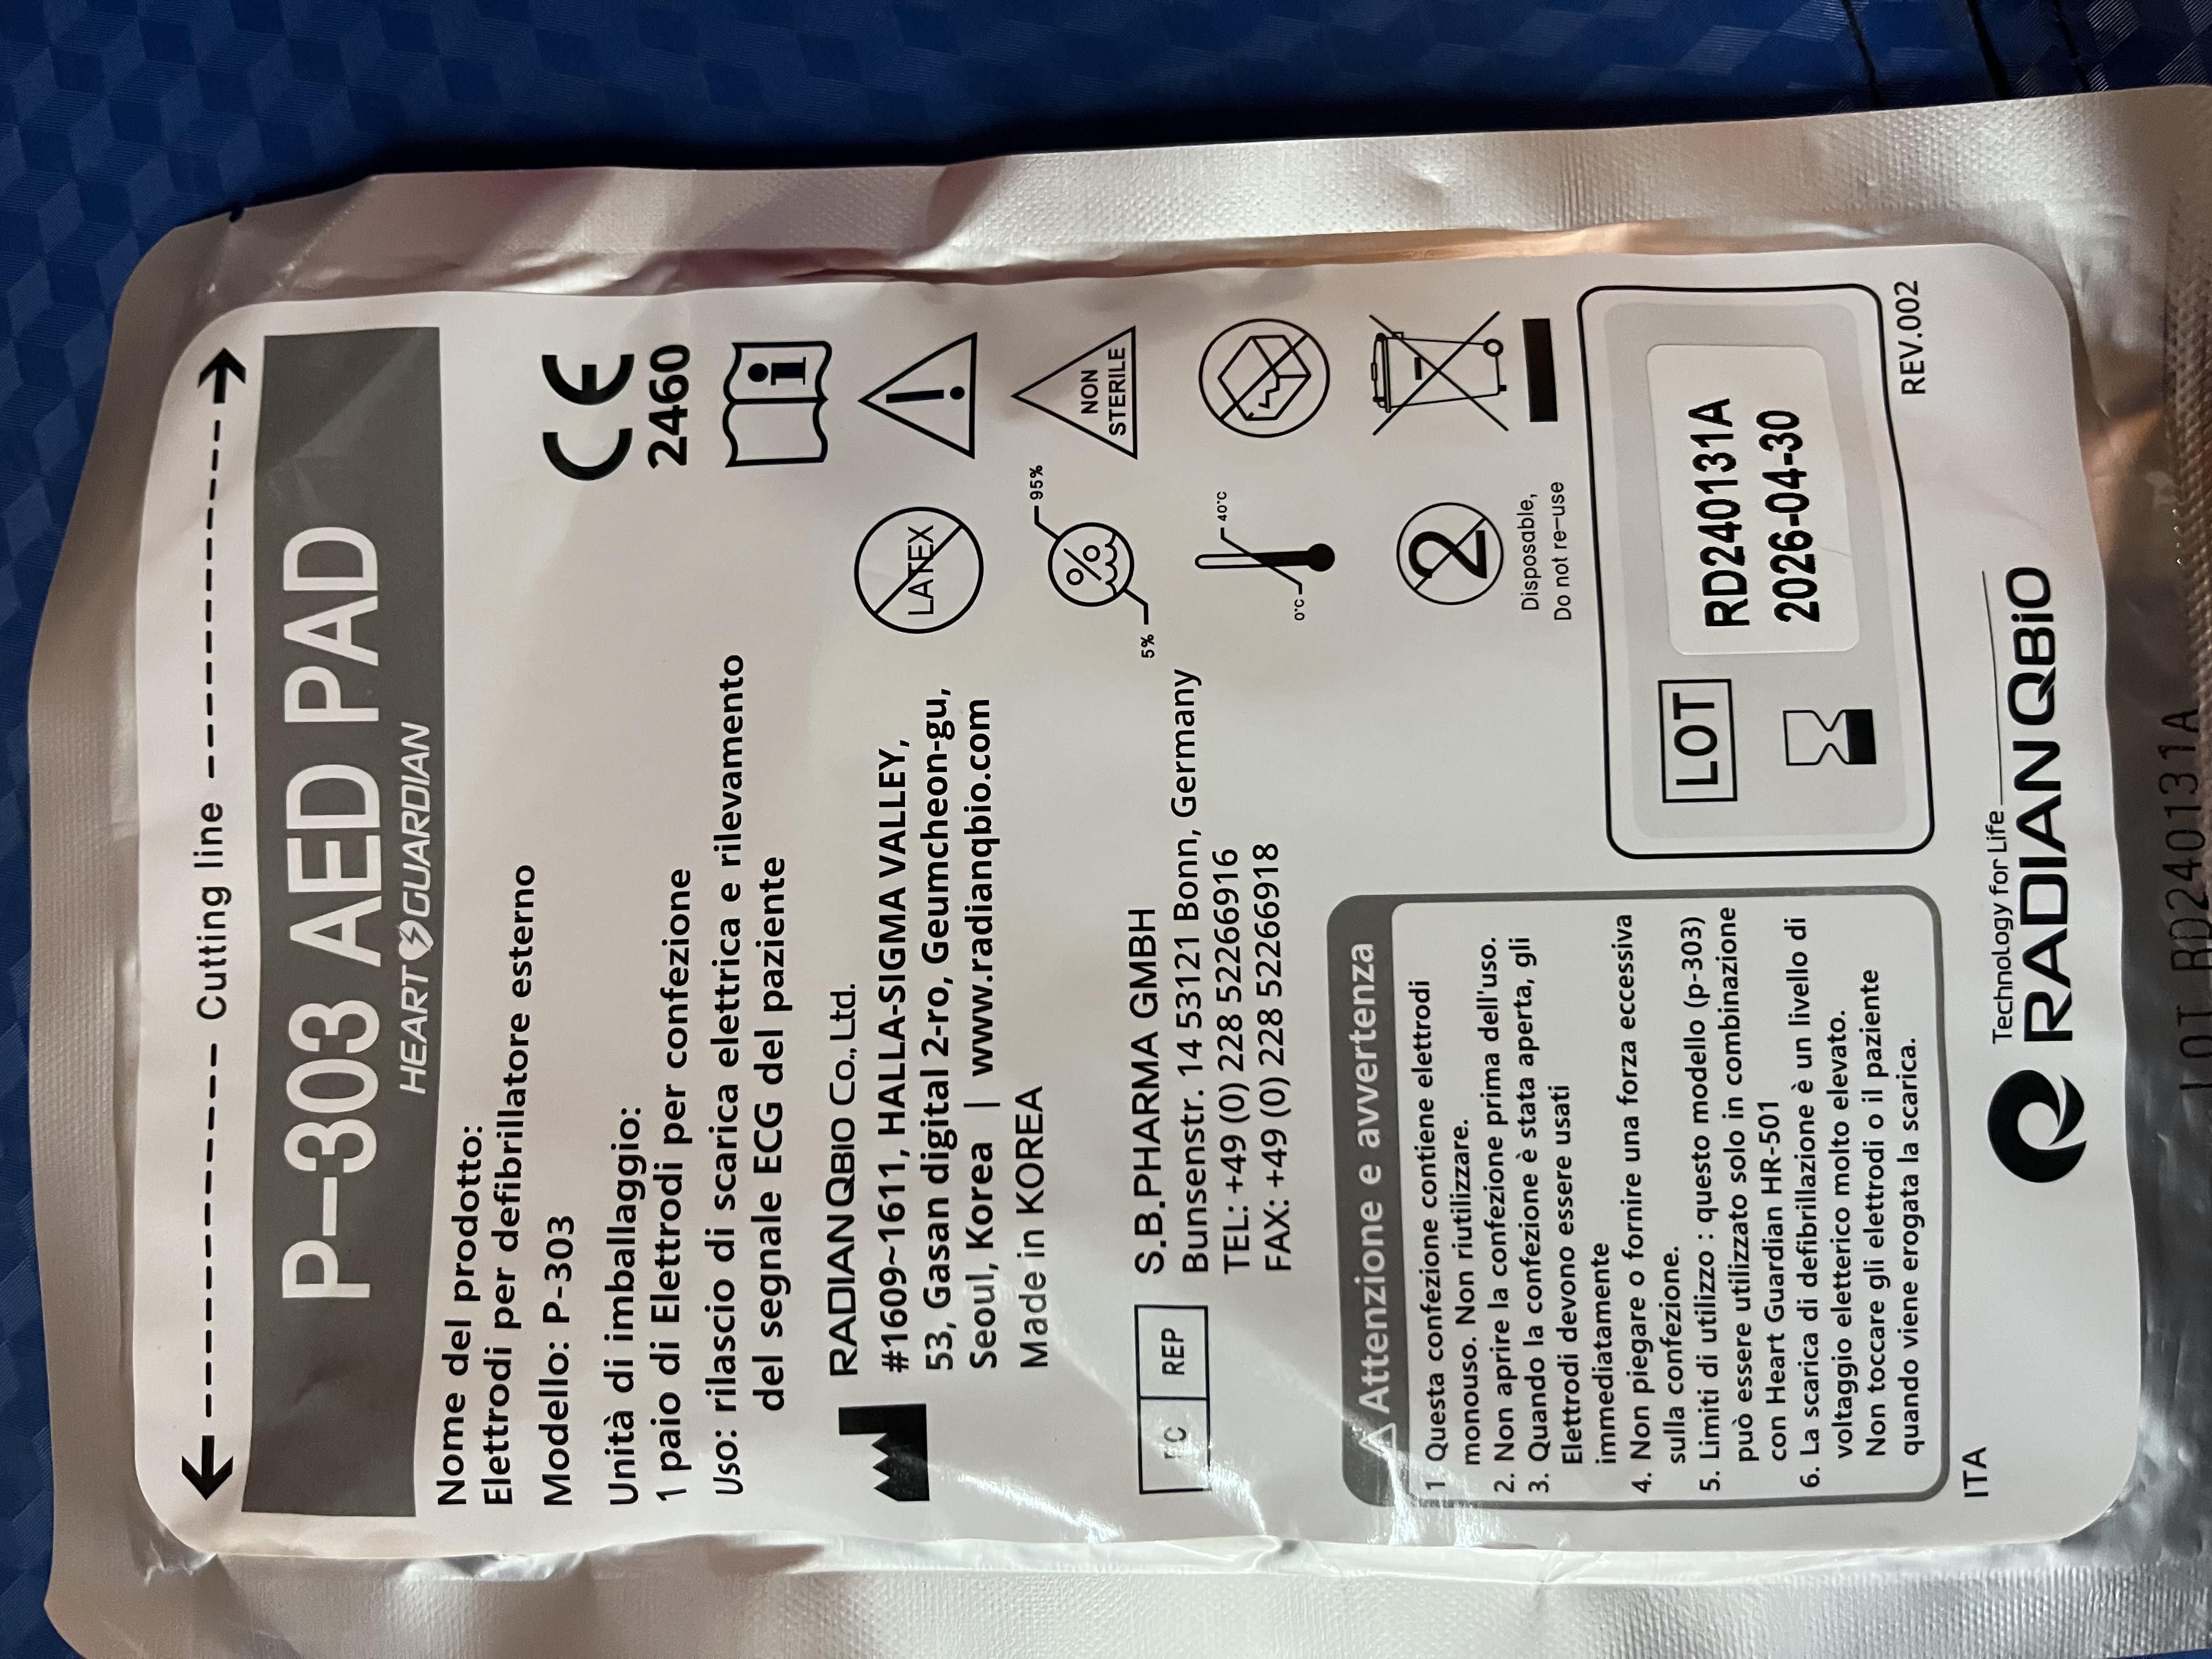 Cutting line
P-303 AED PAD
HEART GUARDIAN
Nome del prodotto:
Elettrodi per defibrillatore esterno
Modello: P-303
Unità di imballaggio:
1 paio di Elettrodi per confezione
Uso: rilascio di scarica elettrica e rilevamento
del segnale ECG del paziente
CE
2460
RADIANQBIO Co., Ltd.
#1609~1611, HALLA-SIGMA VALLEY,
53, Gasan digital 2-ro, Geumcheon-gu,
Seoul, Korea | www.radianqbio.com
Made in KOREA
LATEX
EC REP
S.B.PHARMA GMBH
Bunsenstr. 14 53121 Bonn, Germany
TEL: +49 (0) 228 52266916
FAX: +49 (0) 228 52266918
5%
95%
NON
STERILE
0°C
40°C
2
Disposable,
Do not re-use
Attenzione e avvertenza
1 Questa confezione contiene elettrodi
monouso. Non riutilizzare.
2. Non aprire la confezione prima dell'uso.
3. Quando la confezione è stata aperta, gli
Elettrodi devono essere usati
immediatamente
4. Non piegare o fornire una forza eccessiva
sulla confezione.
5. Limiti di utilizzo : questo modello (p-303)
può essere utilizzato solo in combinazione
con Heart Guardian HR-501
6. La scarica di defibrillazione è un livello di
voltaggio eletterico molto elevato.
Non toccare gli elettrodi o il paziente
quando viene erogata la scarica.
LOT
RD240131A
2026-04-30
ITA
REV.002
Technology for Life
RADIANQBIO
LOT RD240131A